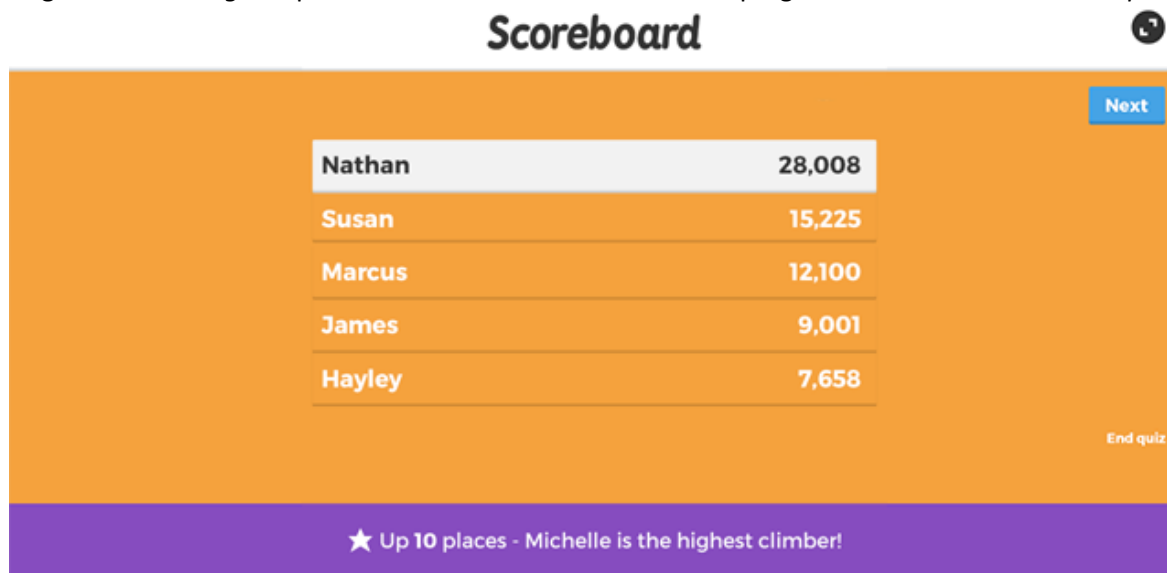 Scoreboard
Next
Nathan 28,008
Susan 15,225
Marcus 12,100
James 9,001
Hayley 7,658
End quiz
★ Up 10 places - Michelle is the highest climber!